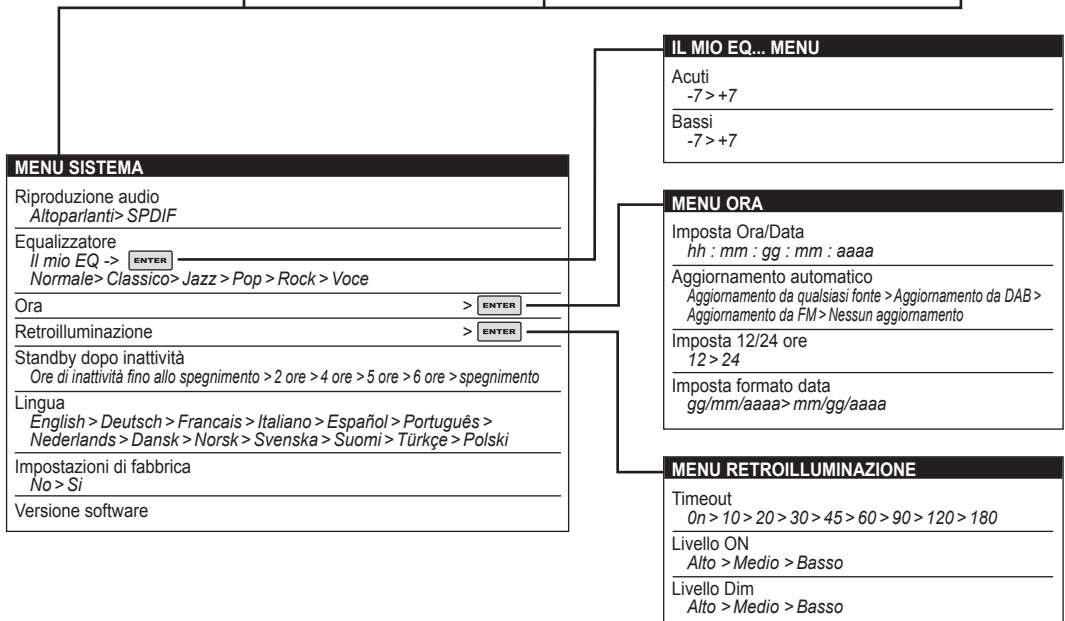 MENU SISTEMA
Riproduzione audio
Altoparlanti> SPDIF
Equalizzatore
Il mio EQ -> ENTER
Normale> Classico> Jazz > Pop > Rock > Voce
Ora > ENTER
Retroilluminazione > ENTER
Standby dopo inattività
Ore di inattività fino allo spegnimento > 2 ore > 4 ore > 5 ore > 6 ore > spegnimento
Lingua
English > Deutsch > Francais > Italiano > Español > Português >
Nederlands > Dansk > Norsk > Svenska > Suomi > Türkçe > Polski
Impostazioni di fabbrica
No > Si
Versione software
IL MIO EQ... MENU
Acuti
-7 > +7
Bassi
-7 > +7
MENU ORA
Imposta Ora/Data
hh : mm : gg : mm : aaaa
Aggiornamento automatico
Aggiornamento da qualsiasi fonte > Aggiornamento da DAB >
Aggiornamento da FM > Nessun aggiornamento
Imposta 12/24 ore
12 > 24
Imposta formato data
gg/mm/aaaa> mm/gg/aaaa
MENU RETROILLUMINAZIONE
Timeout
0n > 10 > 20 > 30 > 45 > 60 > 90 > 120 > 180
Livello ON
Alto > Medio > Basso
Livello Dim
Alto > Medio > Basso